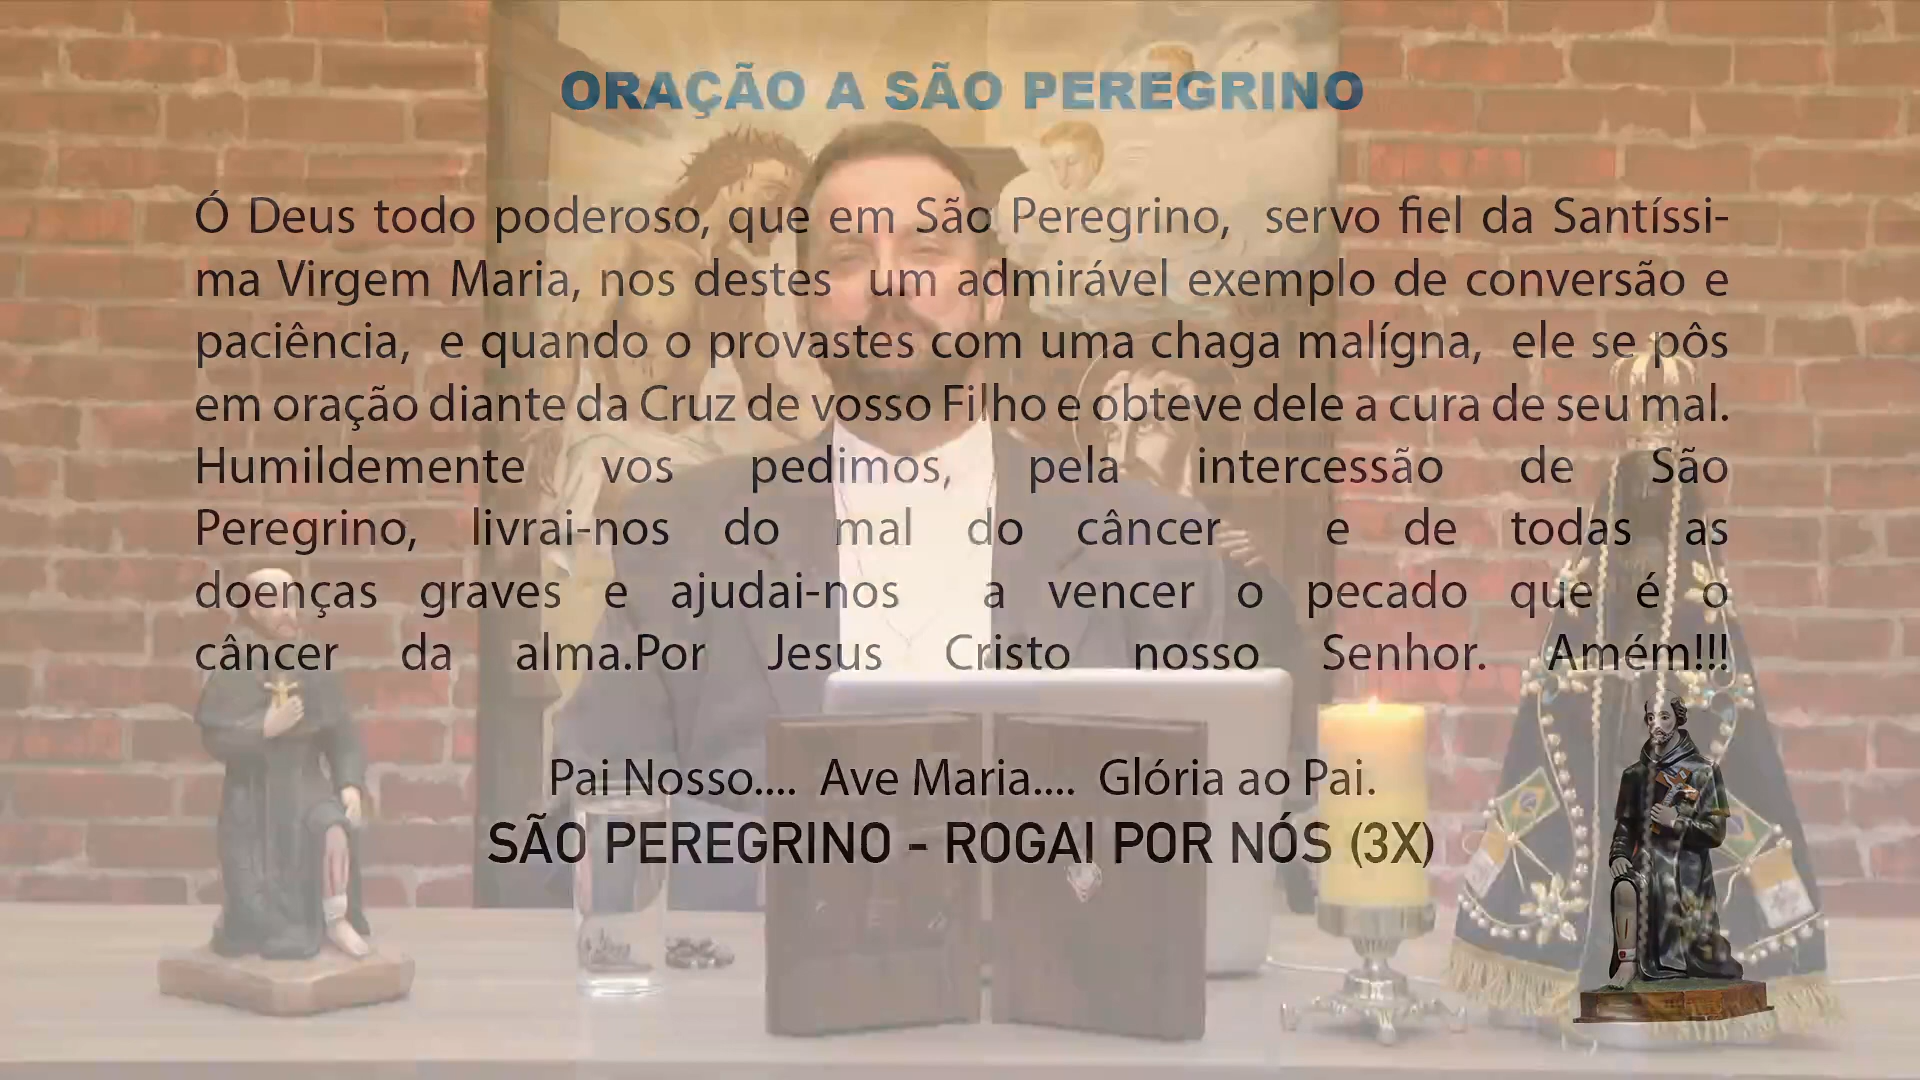 ORAÇÃO A SÃO PEREGRINO
Ó Deus todo poderoso, que em São Peregrino, servo fiel da Santíssi-
ma Virgem Maria, nos destes um admirável exemplo de conversão e
paciência, e quando o provastes com uma chaga malígna, ele se pôs
em oração diante da Cruz de vosso Filho e obteve dele a cura de seu mal.
Humildemente vos pedimos, pela intercessão de São
Peregrino, livrai-nos do mal do câncer e de todas as
doenças graves e ajudai-nos a vencer o pecado que é o
câncer da alma.Por Jesus Cristo nosso Senhor. Amém!!!
Pai Nosso.... Ave Maria.... Glória ao Pai.
SÃO PEREGRINO - ROGAI POR NÓS (3X)